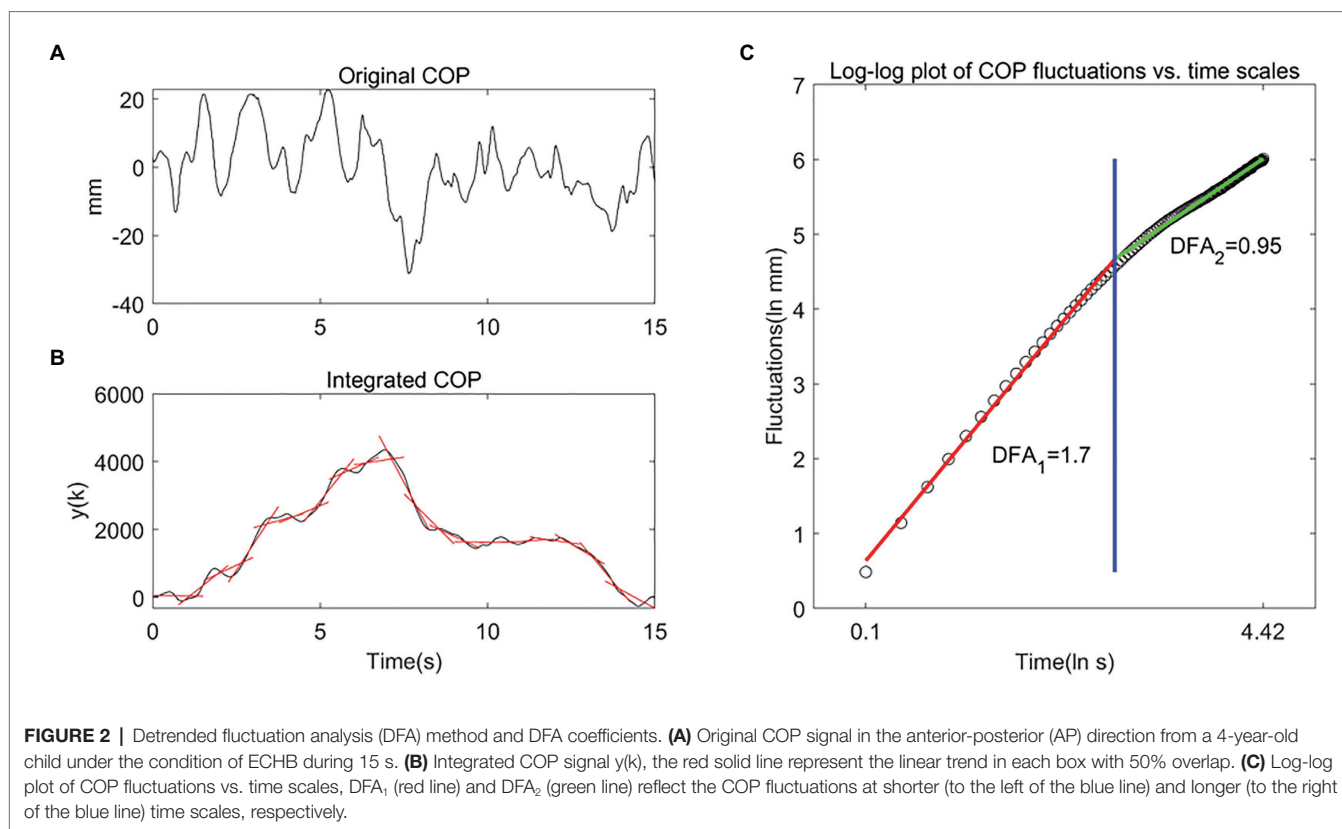 A
Original COP
20
0
-20
-40
mm
0
5
10
15
B
Integrated COP
6000
4000
2000
0
y(k)
0
5
10
15
Time(s)
C
Log-log plot of COP fluctuations vs. time scales
7
6
5
4
3
2
1
0
Fluctuations(ln mm)
DFA₂=0.95
DFA₁=1.7
0.1
4.42
Time(ln s)
FIGURE 2 | Detrended fluctuation analysis (DFA) method and DFA coefficients. (A) Original COP signal in the anterior-posterior (AP) direction from a 4-year-old
child under the condition of ECHB during 15 s. (B) Integrated COP signal y(k), the red solid line represent the linear trend in each box with 50% overlap. (C) Log-log
plot of COP fluctuations vs. time scales, DFA₁ (red line) and DFA₂ (green line) reflect the COP fluctuations at shorter (to the left of the blue line) and longer (to the right
of the blue line) time scales, respectively.